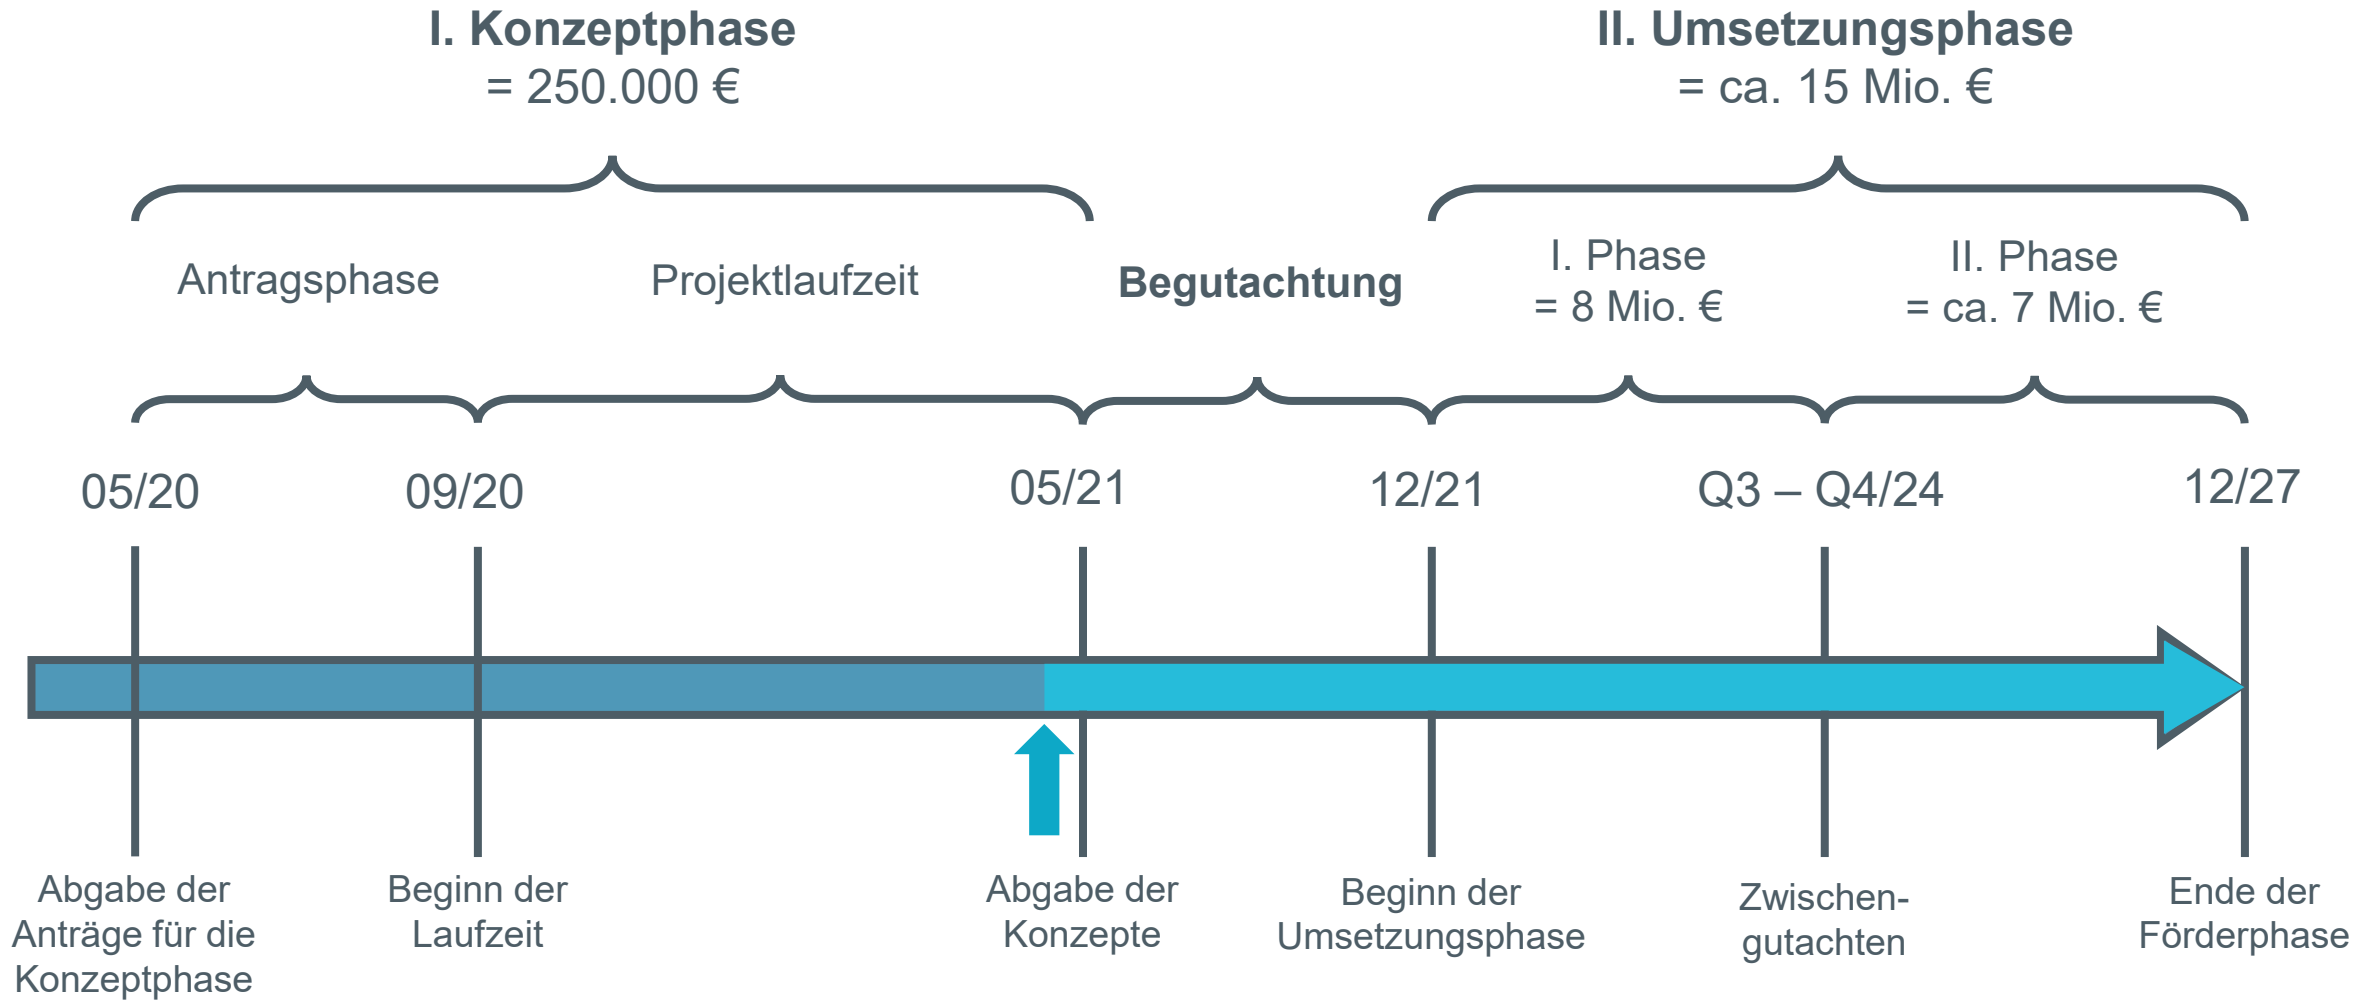 I. Konzeptphase
= 250.000 €
II. Umsetzungsphase
= ca. 15 Mio. €
Antragsphase
Projektlaufzeit
Begutachtung
I. Phase
= 8 Mio. €
II. Phase
= ca. 7 Mio. €
05/20
09/20
05/21
12/21
Q3 – Q4/24
12/27
Abgabe der
Anträge für die
Konzeptphase
Beginn der
Laufzeit
Abgabe der
Konzepte
Beginn der
Umsetzungsphase
Zwischen-
gutachten
Ende der
Förderphase